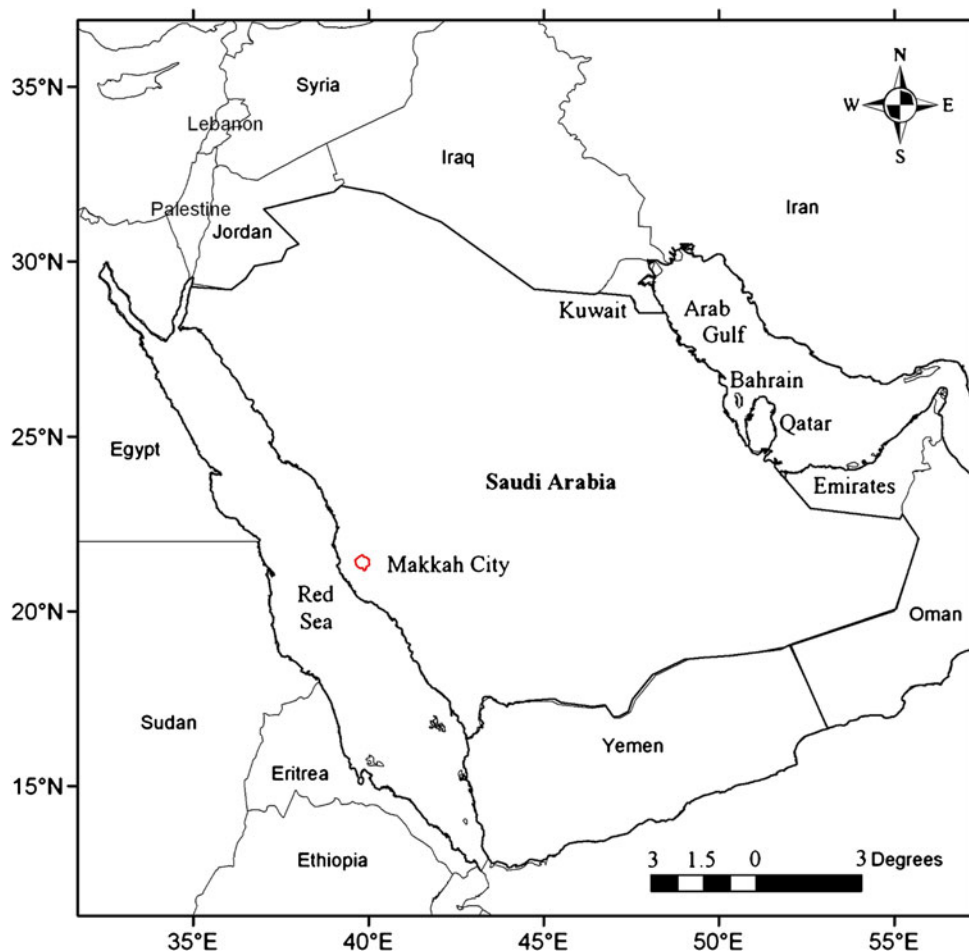 35°N
30°N
25°N
20°N
15°N
35°E
40°E
45°E
50°E
55°E
N
W
E
S
Syria
Lebanon
Iraq
Iran
Palestine
Jordan
Kuwait
Arab
Gulf
Bahrain
Qatar
Egypt
Saudi Arabia
Emirates
Makkah City
Red
Sea
Oman
Sudan
Yemen
Eritrea
Ethiopia
3 1.5 0 3 Degrees